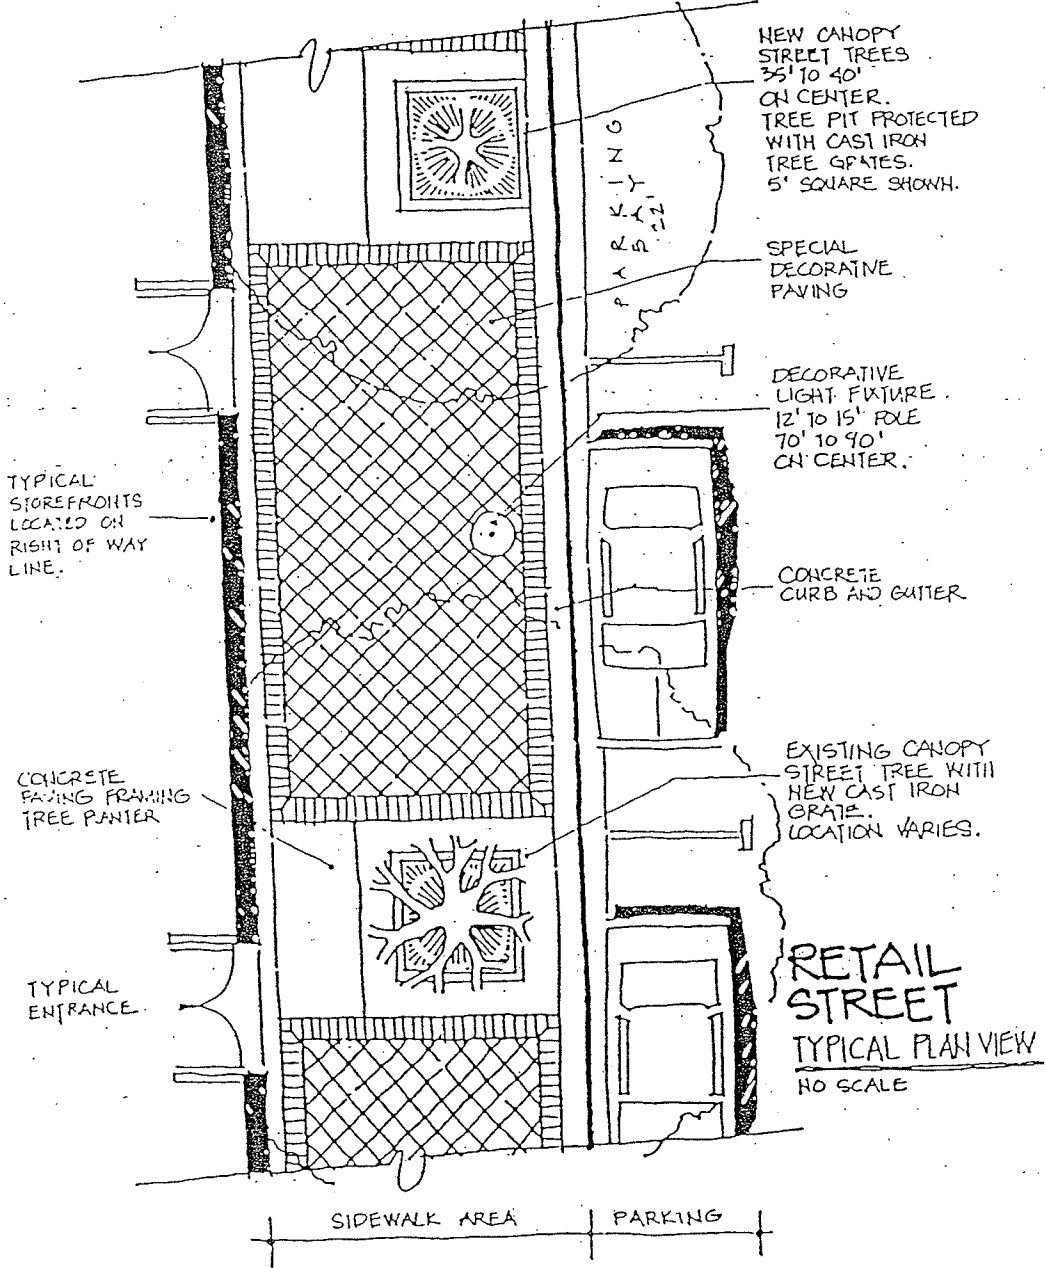 NEW CANOPY
STREET TREES
35' TO 40'
ON CENTER.
TREE PIT PROTECTED
WITH CAST IRON
TREE GRATES.
5' SQUARE SHOWN.
PARKING
BAY
22'
SPECIAL
DECORATIVE
PAVING
DECORATIVE
LIGHT FIXTURE
12' TO 15' POLE
70' TO 90'
ON CENTER.
TYPICAL
STOREFRONTS
LOCATED ON
RIGHT OF WAY
LINE.
CONCRETE
CURB AND GUTTER
EXISTING CANOPY
STREET TREE WITH
NEW CAST IRON
GRATE.
LOCATION VARIES.
CONCRETE
PAVING FRAMING
TREE PLANTER
TYPICAL
ENTRANCE
RETAIL
STREET
TYPICAL PLAN VIEW
NO SCALE
SIDEWALK AREA
PARKING